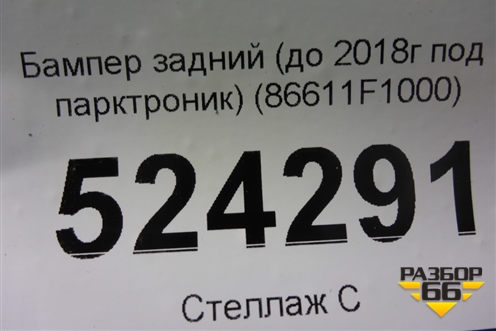 Бампер задний (до 2018г под
парктроник) (86611F1000)
524291
Стеллаж С
РАЗБОР
66